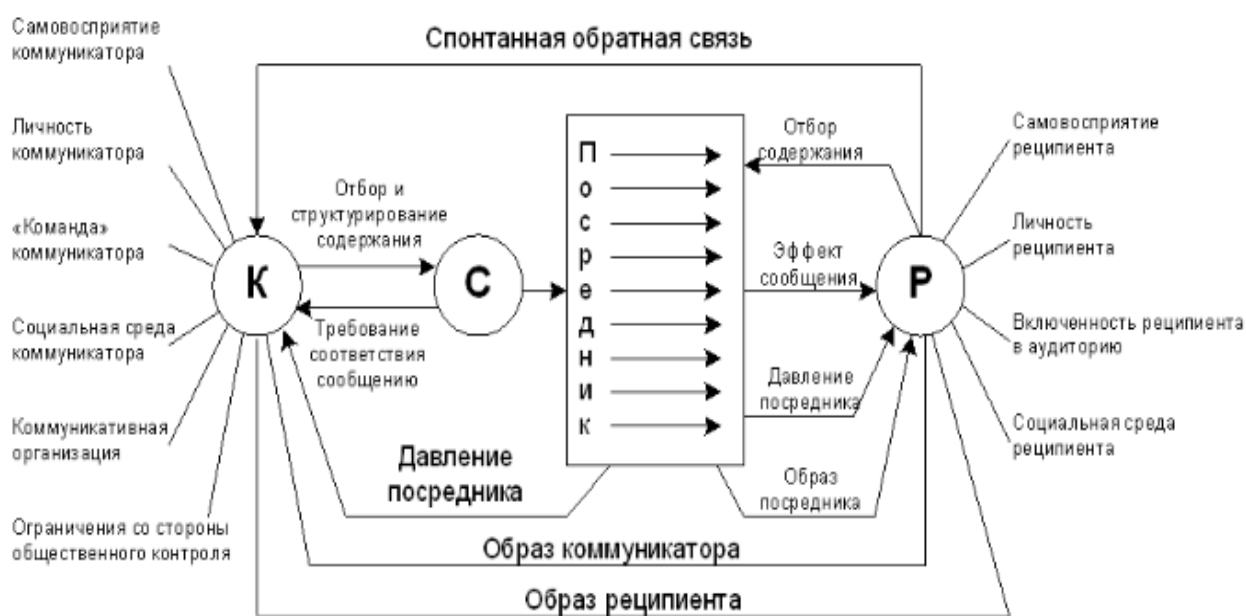 Спонтанная обратная связь
Самовосприятие
коммуникатора
Личность
коммуникатора
«Команда»
коммуникатора
Социальная среда
коммуникатора
Коммуникативная
организация
Ограничения со стороны
общественного контроля
К
Отбор и
структурирование
содержания
Требование
соответствия
сообщению
С
Давление
посредника
П
о
с
р
е
д
н
и
к
Отбор
содержания
Эффект
сообщения
Давление
посредника
Образ
посредника
Р
Самовосприятие
реципиента
Личность
реципиента
Включенность реципиента
в аудиторию
Социальная среда
реципиента
Образ коммуникатора
Образ реципиента